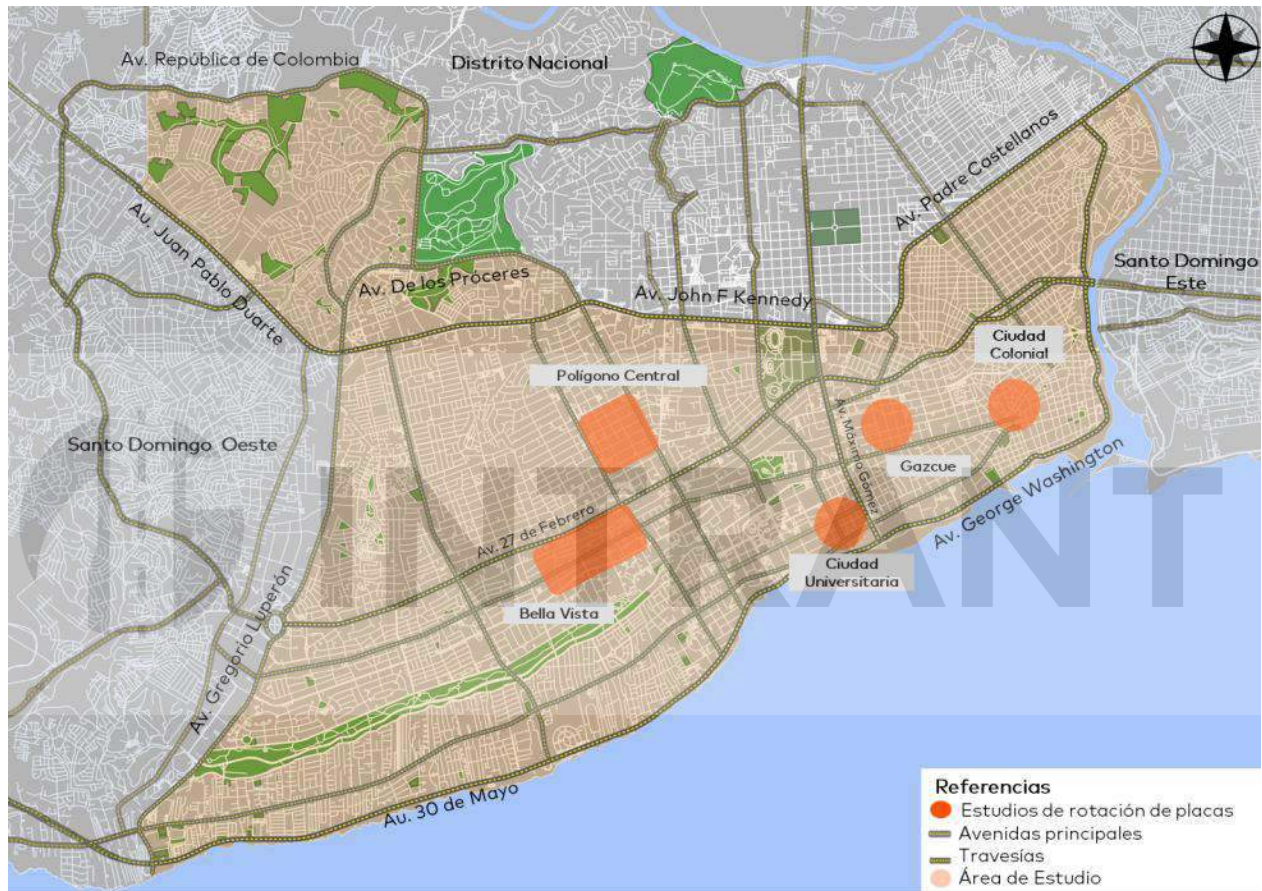 Av. República de Colombia
Distrito Nacional
Av. Padre Castellanos
Au. Juan Pablo Duarte
Av. De los Próceres
Av. John F Kennedy
Santo Domingo
Este
Ciudad
Colonial
Polígono Central
Av. Máximo Gómez
Santo Domingo Oeste
Gazcue
INTRANT
Av. George Washington
Av. 27 de Febrero
Ciudad
Universitaria
Bella Vista
Av. Gregorio Luperón
Au. 30 de Mayo
Referencias
Estudios de rotación de placas
Avenidas principales
Travesías
Área de Estudio